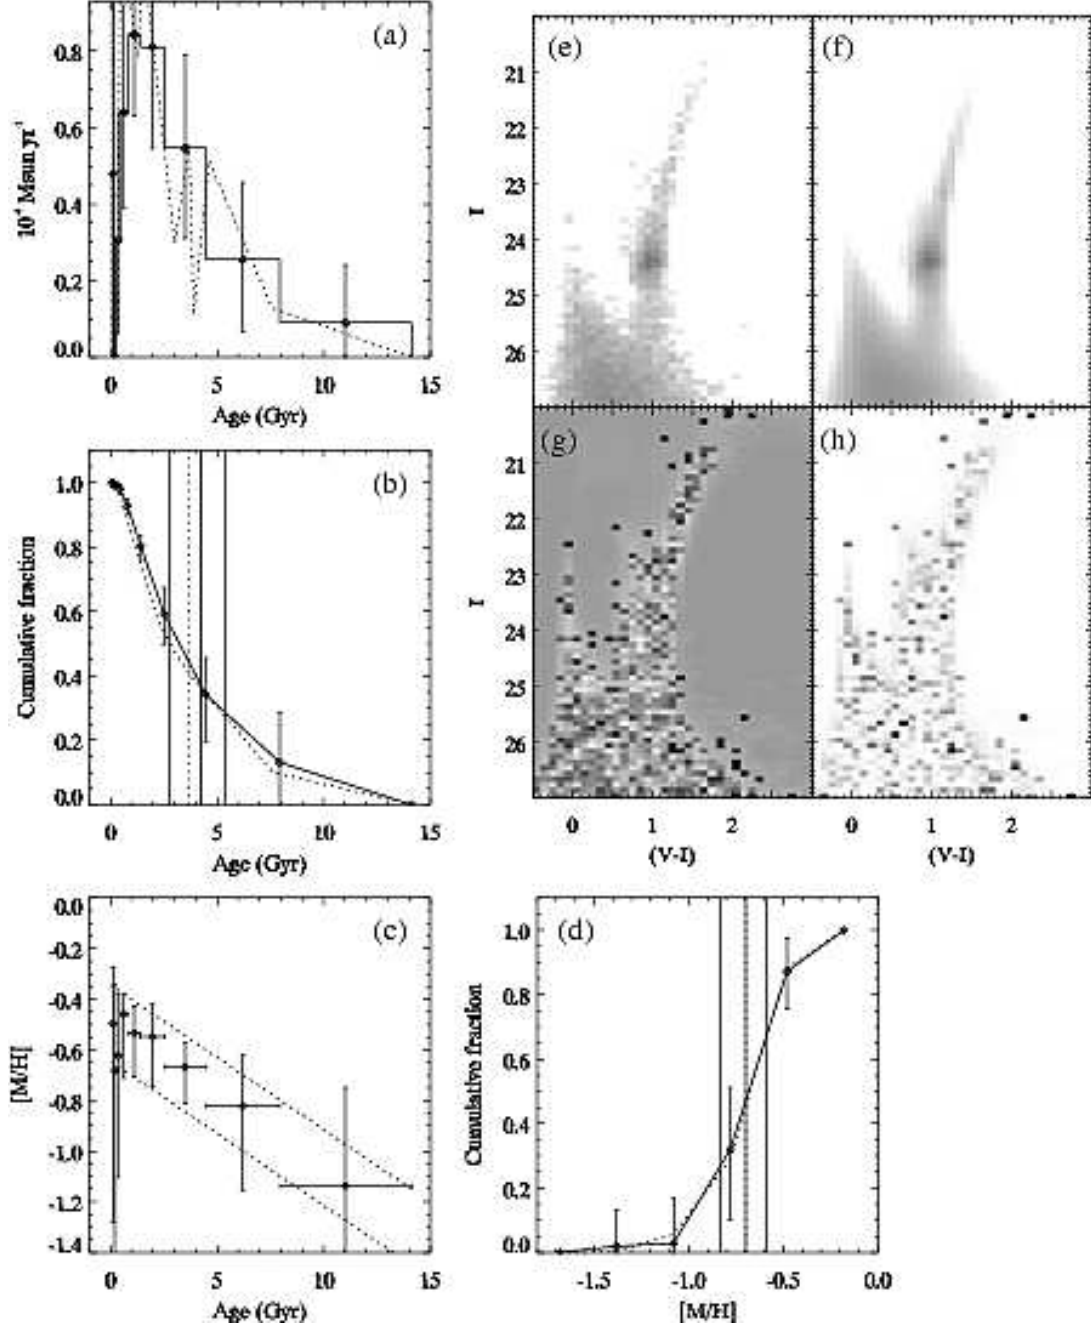 (a)
0.8
0.6
0.4
0.2
0.0
10⁻⁴ Msun yr⁻¹
0 5 10 15
Age (Gyr)
(b)
1.0
0.8
0.6
0.4
0.2
0.0
Cumulative fraction
0 5 10 15
Age (Gyr)
(c)
0.0
-0.2
-0.4
-0.6
-0.8
-1.0
-1.2
-1.4
[M/H]
0 5 10 15
Age (Gyr)
(e)
(f)
21
22
23
24
25
26
I
(g)
(h)
21
22
23
24
25
26
I
0 1 2
(V-I)
0 1 2
(V-I)
(d)
1.0
0.8
0.6
0.4
0.2
0.0
Cumulative fraction
-1.5 -1.0 -0.5 0.0
[M/H]